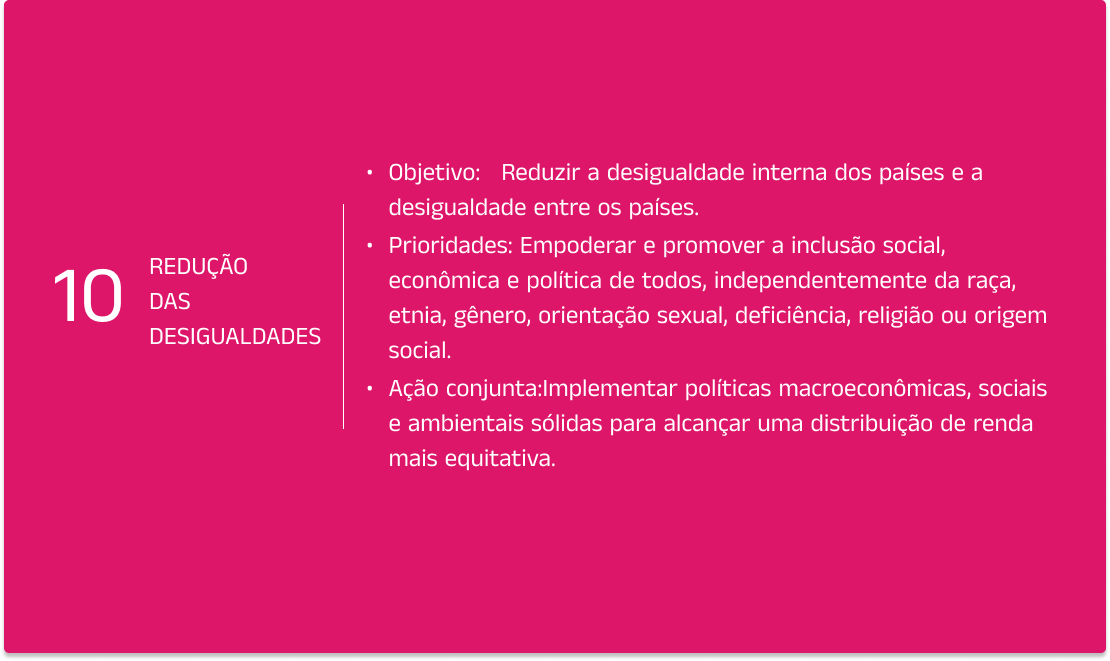 10
REDUÇÃO
DAS
DESIGUALDADES
• Objetivo:   Reduzir a desigualdade interna dos países e a
desigualdade entre os países.
• Prioridades: Empoderar e promover a inclusão social,
econômica e política de todos, independentemente da raça,
etnia, gênero, orientação sexual, deficiência, religião ou origem
social.
• Ação conjunta:Implementar políticas macroeconômicas, sociais
e ambientais sólidas para alcançar uma distribuição de renda
mais equitativa.